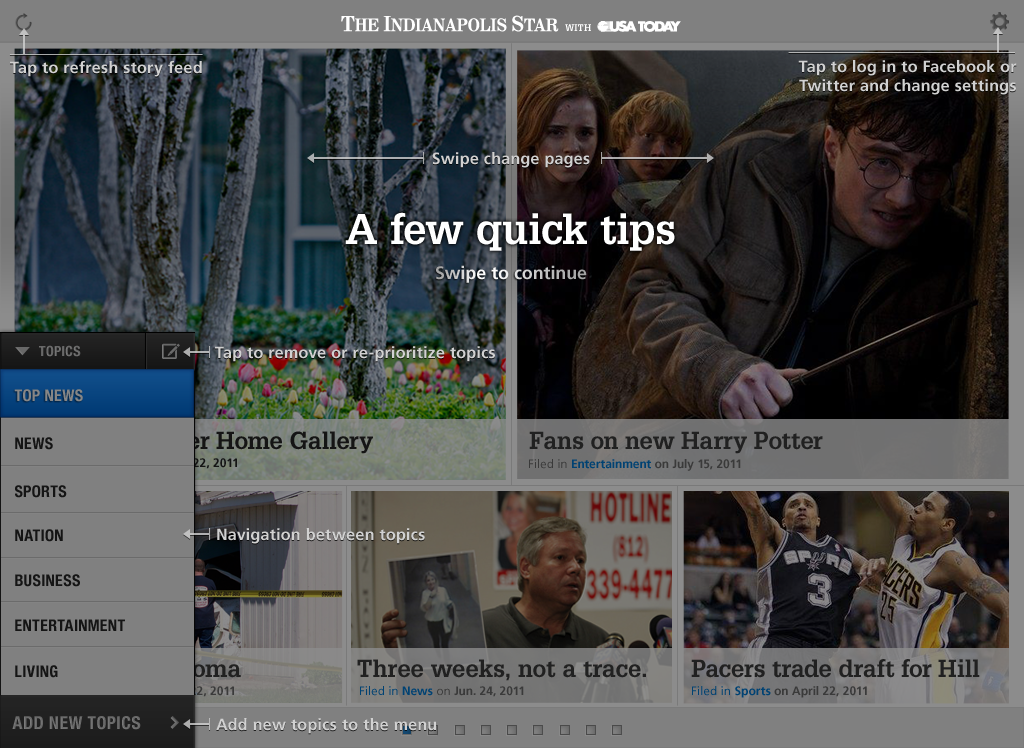 THE INDIANAPOLIS STAR WITH USA TODAY
Tap to refresh story feed
Tap to log in to Facebook or
Twitter and change settings
Swipe change pages
A few quick tips
Swipe to continue
TOPICS
Tap to remove or re-prioritize topics
TOP NEWS
NEWS
SPORTS
NATION
BUSINESS
ENTERTAINMENT
LIVING
ADD NEW TOPICS
Navigation between topics
Add new topics to the menu
er Home Gallery
22, 2011
Fans on new Harry Potter
Filed in Entertainment on July 15, 2011
oma
2, 2011
HOTLINE
(812)
339-4477
Three weeks, not a trace.
Filed in News on Jun. 24, 2011
SPURS
3
PACERS
25
Pacers trade draft for Hill
Filed in Sports on April 22, 2011